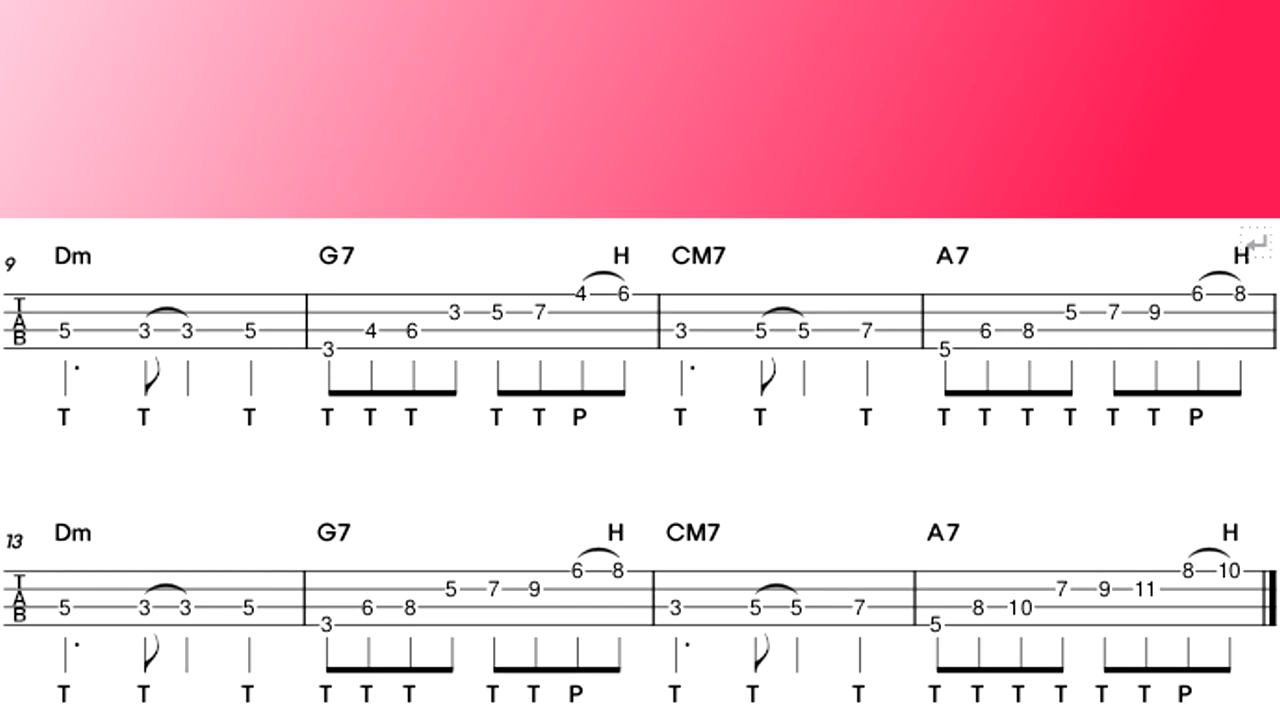 9 Dm G7 H CM7 A7 H
4 6 6 8
T 3 5 7 5 7 9
A 5 3 3 5 4 6 3 5 5 7 6 8
B 3 5
T T T T T T T T P T T T T T T T T T P
13 Dm G7 H CM7 A7 H
6 8 8 10
T 5 7 9 7 9 11
A 5 3 3 5 6 8 3 5 5 7 8 10
B 3 5
T T T T T T T T P T T T T T T T T T P